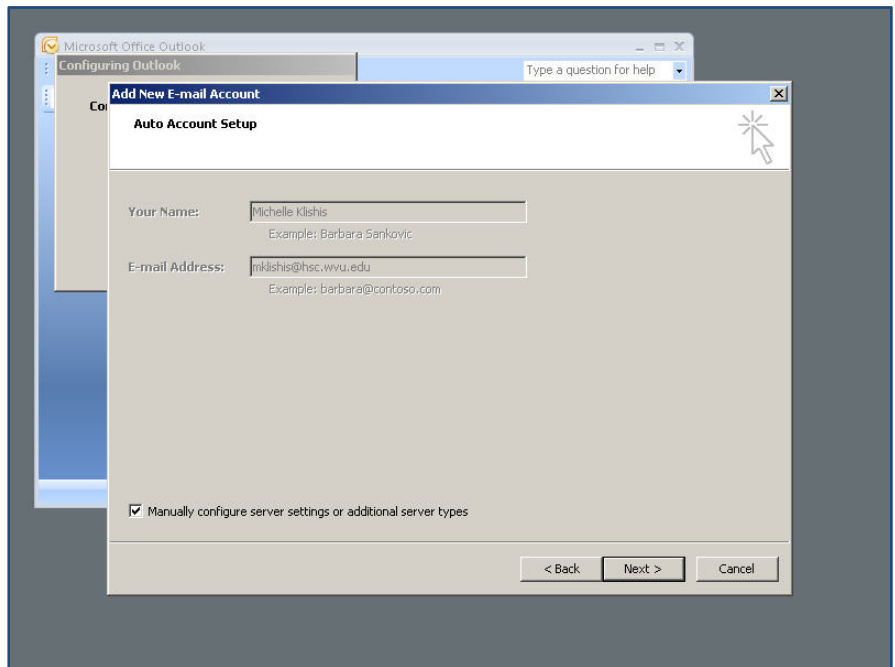 Microsoft Office Outlook
Configuring Outlook
Type a question for help
Add New E-mail Account
Auto Account Setup
Your Name:
Michelle Klishis
Example: Barbara Sankovic
E-mail Address:
mklishis@hsc.wvu.edu
Example: barbara@contoso.com
Manually configure server settings or additional server types
< Back
Next >
Cancel